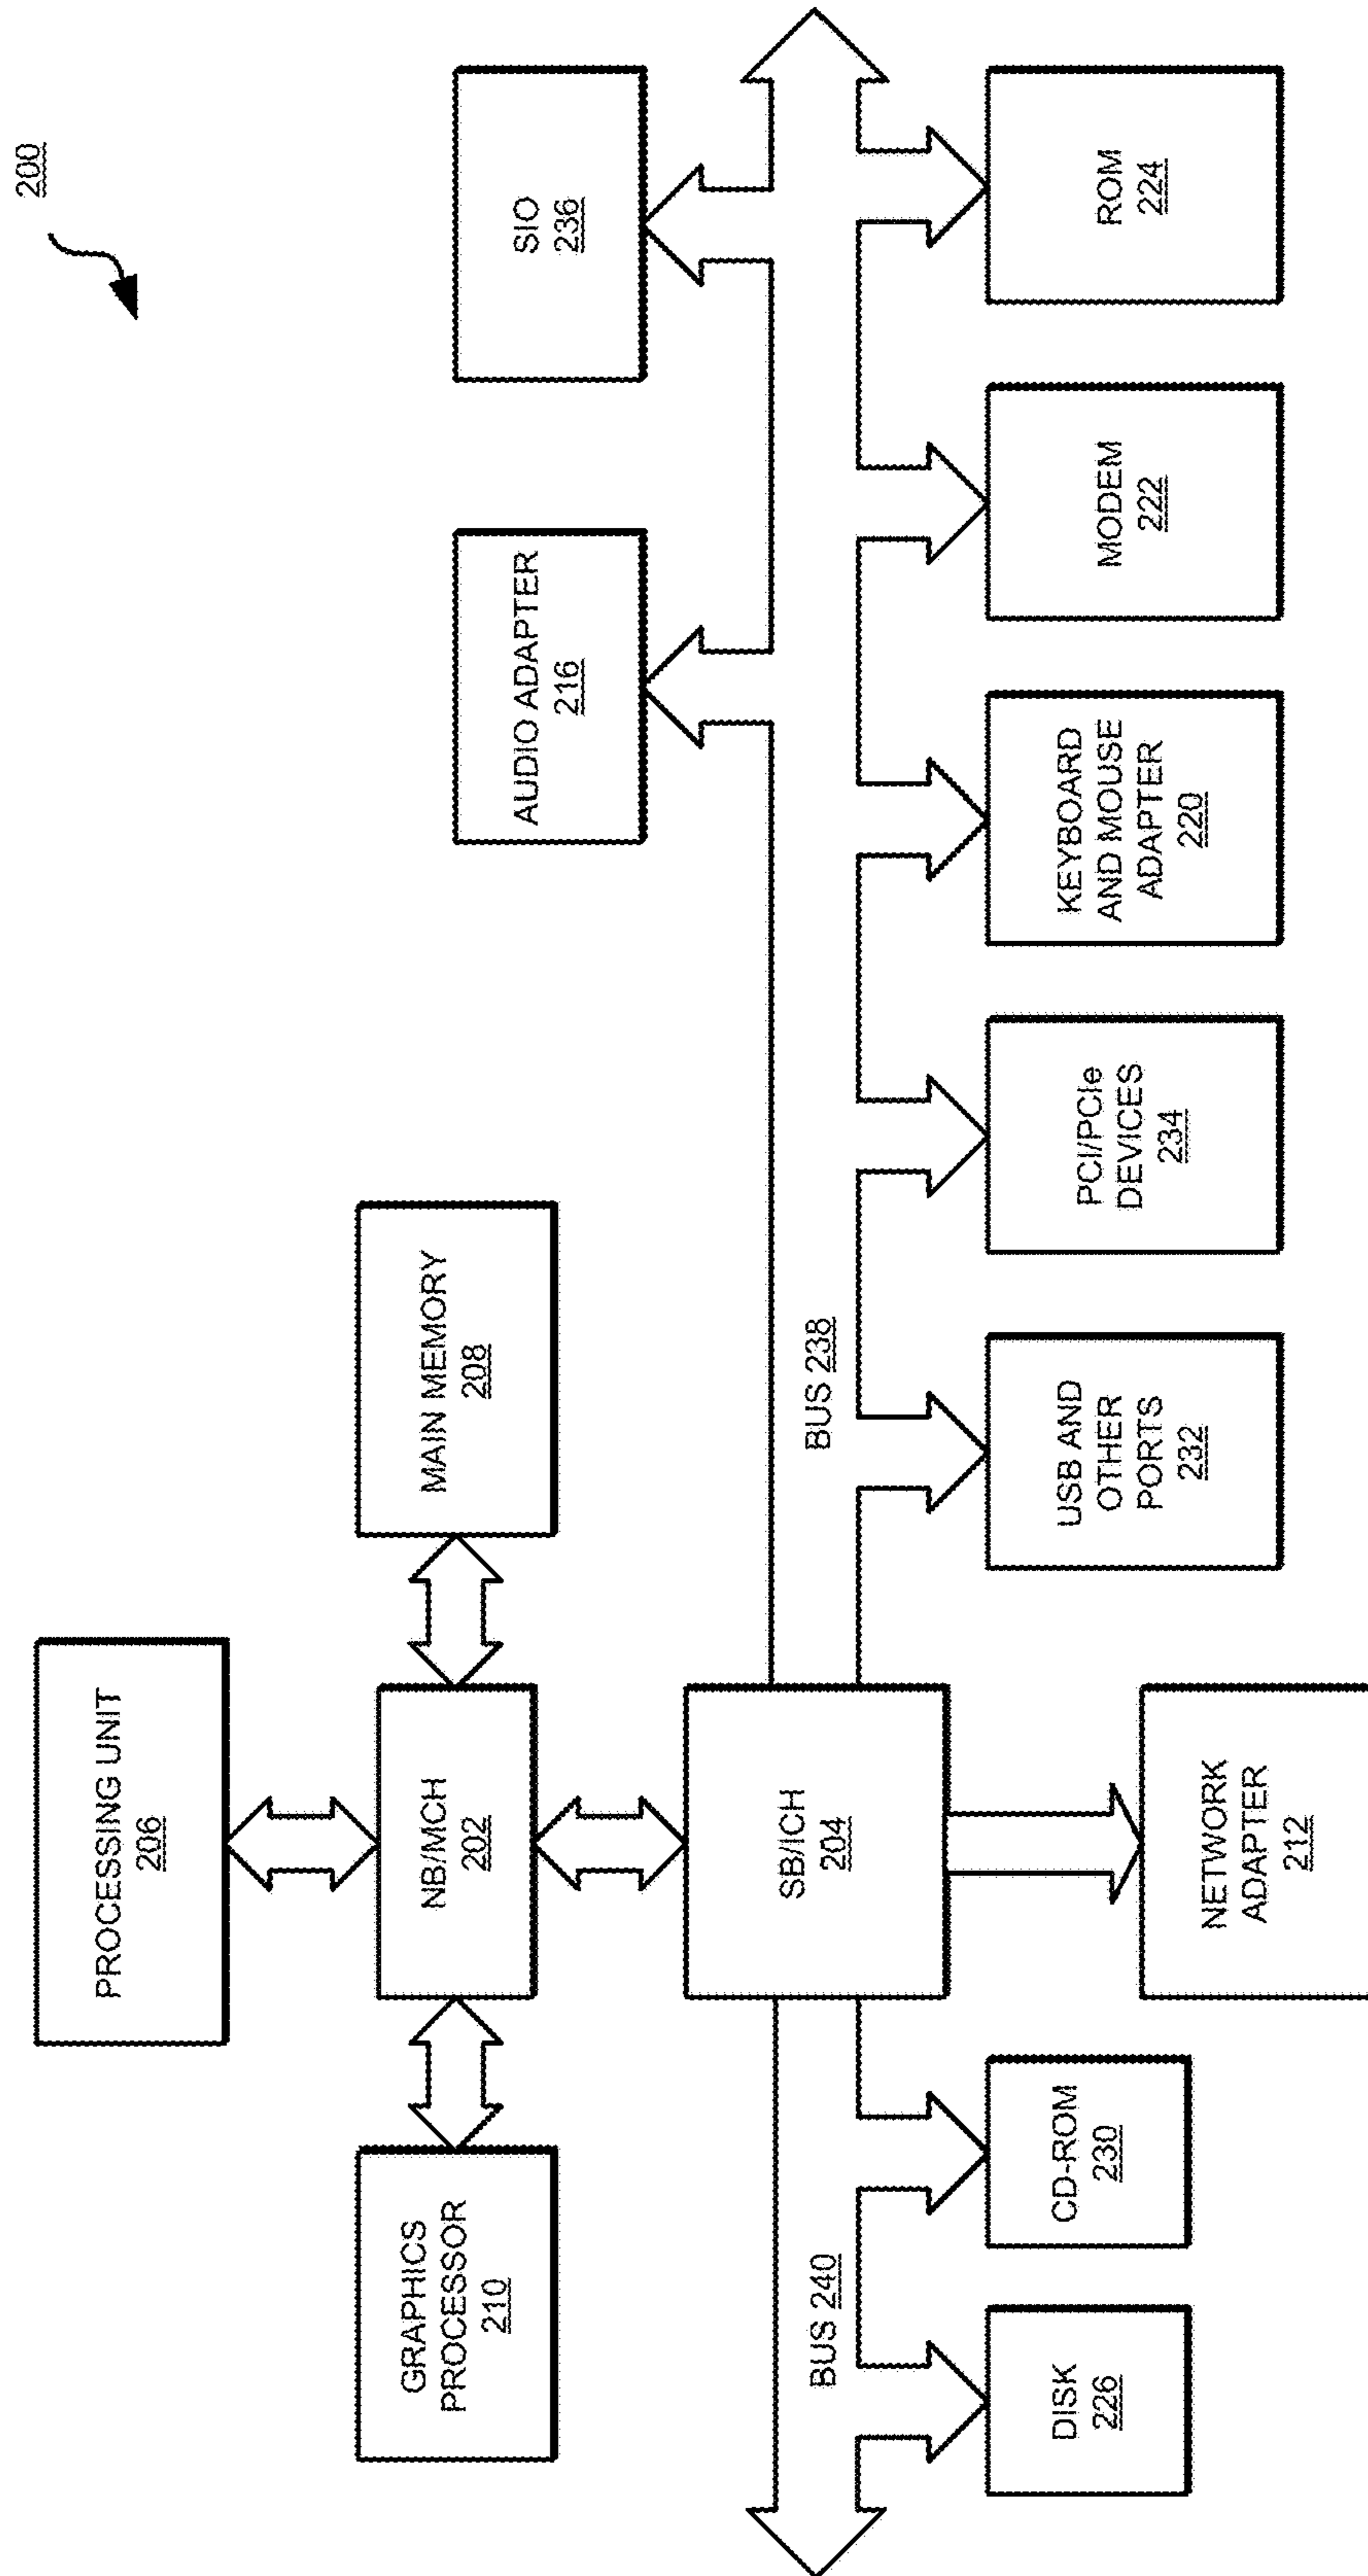 200
PROCESSING UNIT
206
GRAPHICS
PROCESSOR
210
NB/MCH
202
MAIN MEMORY
208
AUDIO ADAPTER
216
SIO
236
SB/ICH
204
BUS 240
BUS 238
DISK
226
CD-ROM
230
NETWORK
ADAPTER
212
USB AND
OTHER
PORTS
232
PCI/PCIe
DEVICES
234
KEYBOARD
AND MOUSE
ADAPTER
220
MODEM
222
ROM
224